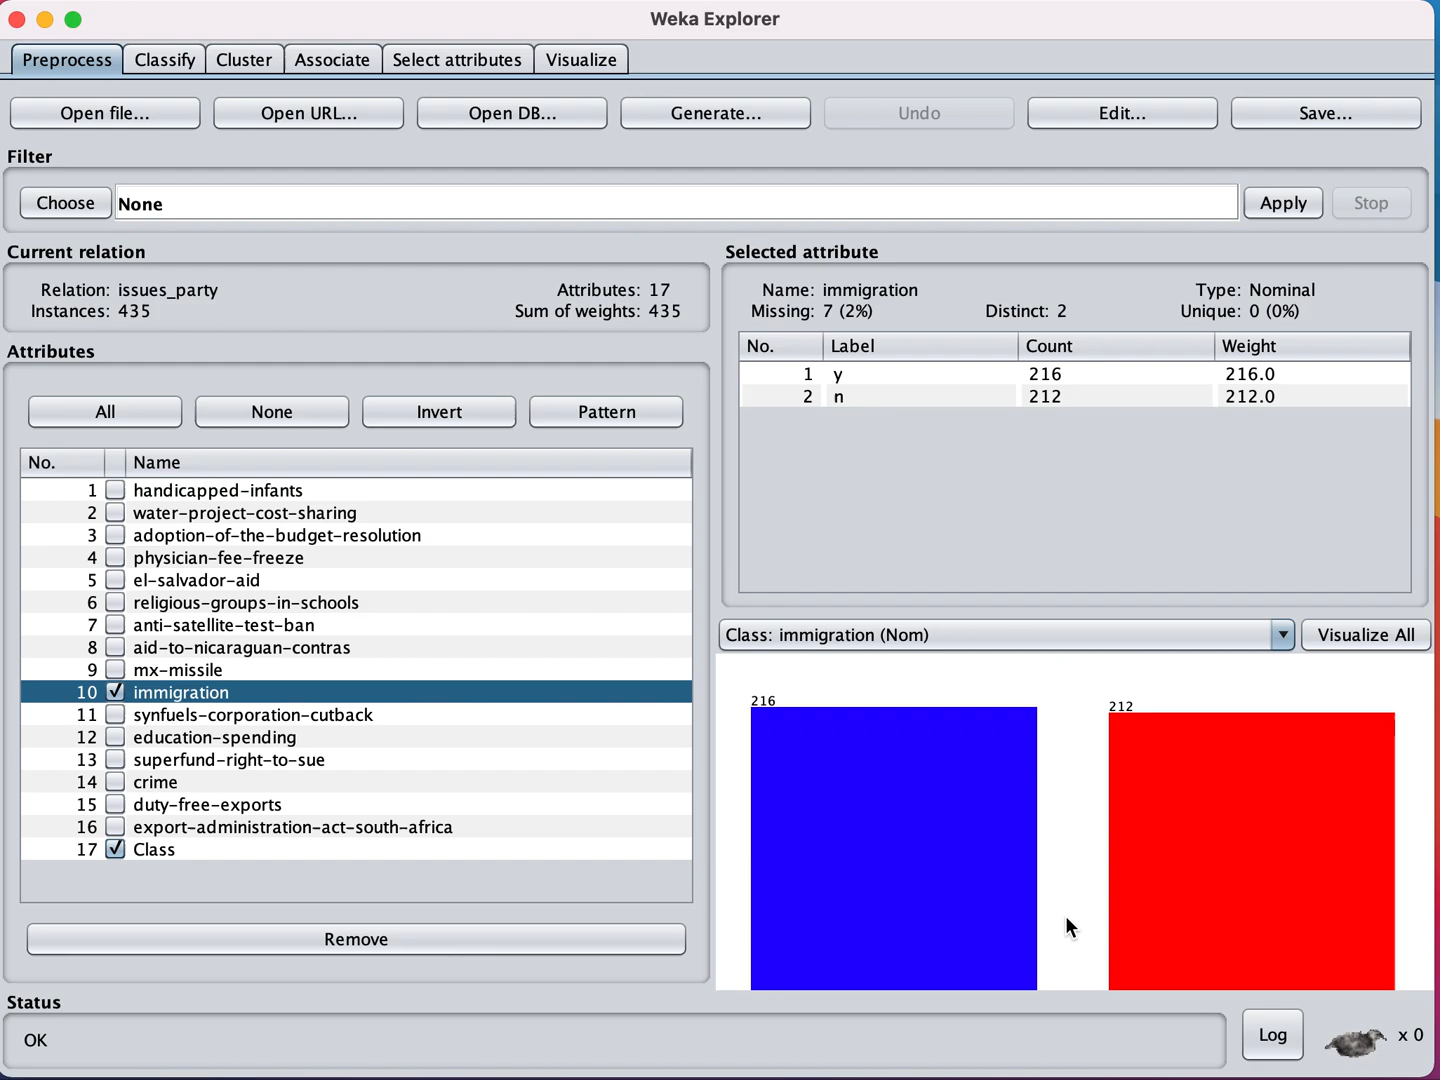 Weka Explorer
Preprocess Classify Cluster Associate Select attributes Visualize
Open file... Open URL... Open DB... Generate... Undo Edit... Save...
Filter
Choose None Apply Stop
Current relation
Relation: issues_party Attributes: 17
Instances: 435 Sum of weights: 435
Attributes
All None Invert Pattern
No. Name
1 handicapped-infants
2 water-project-cost-sharing
3 adoption-of-the-budget-resolution
4 physician-fee-freeze
5 el-salvador-aid
6 religious-groups-in-schools
7 anti-satellite-test-ban
8 aid-to-nicaraguan-contras
9 mx-missile
10 immigration
11 synfuels-corporation-cutback
12 education-spending
13 superfund-right-to-sue
14 crime
15 duty-free-exports
16 export-administration-act-south-africa
17 Class
Remove
Selected attribute
Name: immigration Type: Nominal
Missing: 7 (2%) Distinct: 2 Unique: 0 (0%)
No. Label Count Weight
1 y 216 216.0
2 n 212 212.0
Class: immigration (Nom) Visualize All
216
212
Status
OK Log x 0